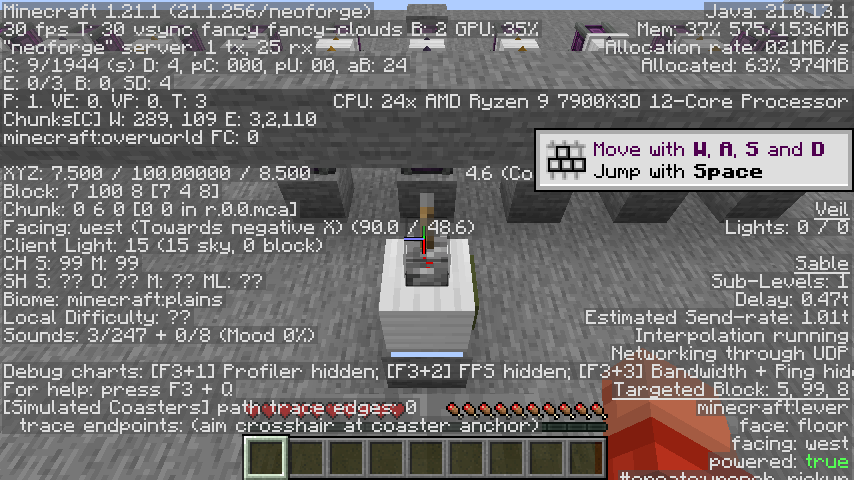 Minecraft 1.21.1 (21.1.256/neoforge)
30 fps T: 30 vsync fancy fancy-clouds B: 2 GPU: 35%
"neoforge" server, 1 tx, 25 rx
C: 9/1944 (s) D: 4, pC: 000, pU: 00, aB: 24
E: 0/3, B: 0, SD: 4
P: 1. VE: 0, VP: 0. T: 3
Chunks[C] W: 289, 109 E: 3,2,110
minecraft:overworld FC: 0
XYZ: 7.500 / 100.00000 / 8.500
Block: 7 100 8 [7 4 8]
Chunk: 0 6 0 [0 0 in r.0.0.mca]
Facing: west (Towards negative X) (90.0 / 48.6)
Client Light: 15 (15 sky, 0 block)
CH S: 99 M: 99
SH S: ?? O: ?? M: ?? ML: ??
Biome: minecraft:plains
Local Difficulty: ??
Sounds: 3/247 + 0/8 (Mood 0%)
Debug charts: [F3+1] Profiler hidden; [F3+2] FPS hidden; [F3+3] Bandwidth + Ping hid
For help: press F3 + Q
[Simulated Coasters] path trace edges: 0
trace endpoints: (aim crosshair at coaster anchor)
Java: 21.0.13.1
Mem: 37% 575/1536MB
Allocation rate: 021MB/s
Allocated: 63% 974MB
CPU: 24x AMD Ryzen 9 7900X3D 12-Core Processor
Move with W, A, S and D
Jump with Space
4.6 (Co
Veil
Lights: 0 / 0
Sable
Sub-Levels: 1
Delay: 0.47t
Estimated Send-rate: 1.01t
Interpolation running
Networking through UDP
Targeted Block: 5, 99, 8
minecraft:lever
face: floor
facing: west
powered: true
#create:wrench_pickup